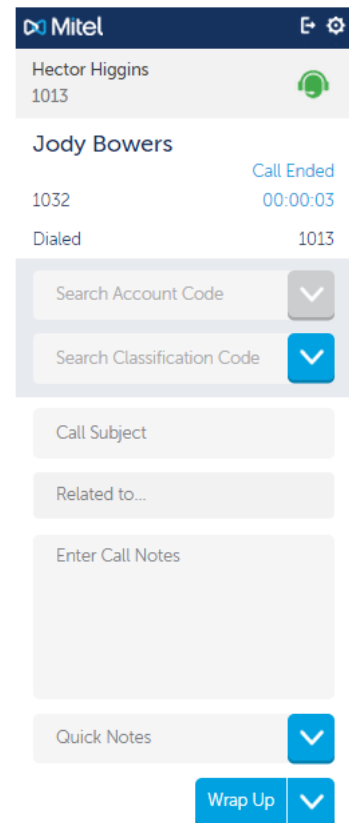 Mitel
Hector Higgins
1013
Jody Bowers
Call Ended
1032 00:00:03
Dialed 1013
Search Account Code
Search Classification Code
Call Subject
Related to...
Enter Call Notes
Quick Notes
Wrap Up